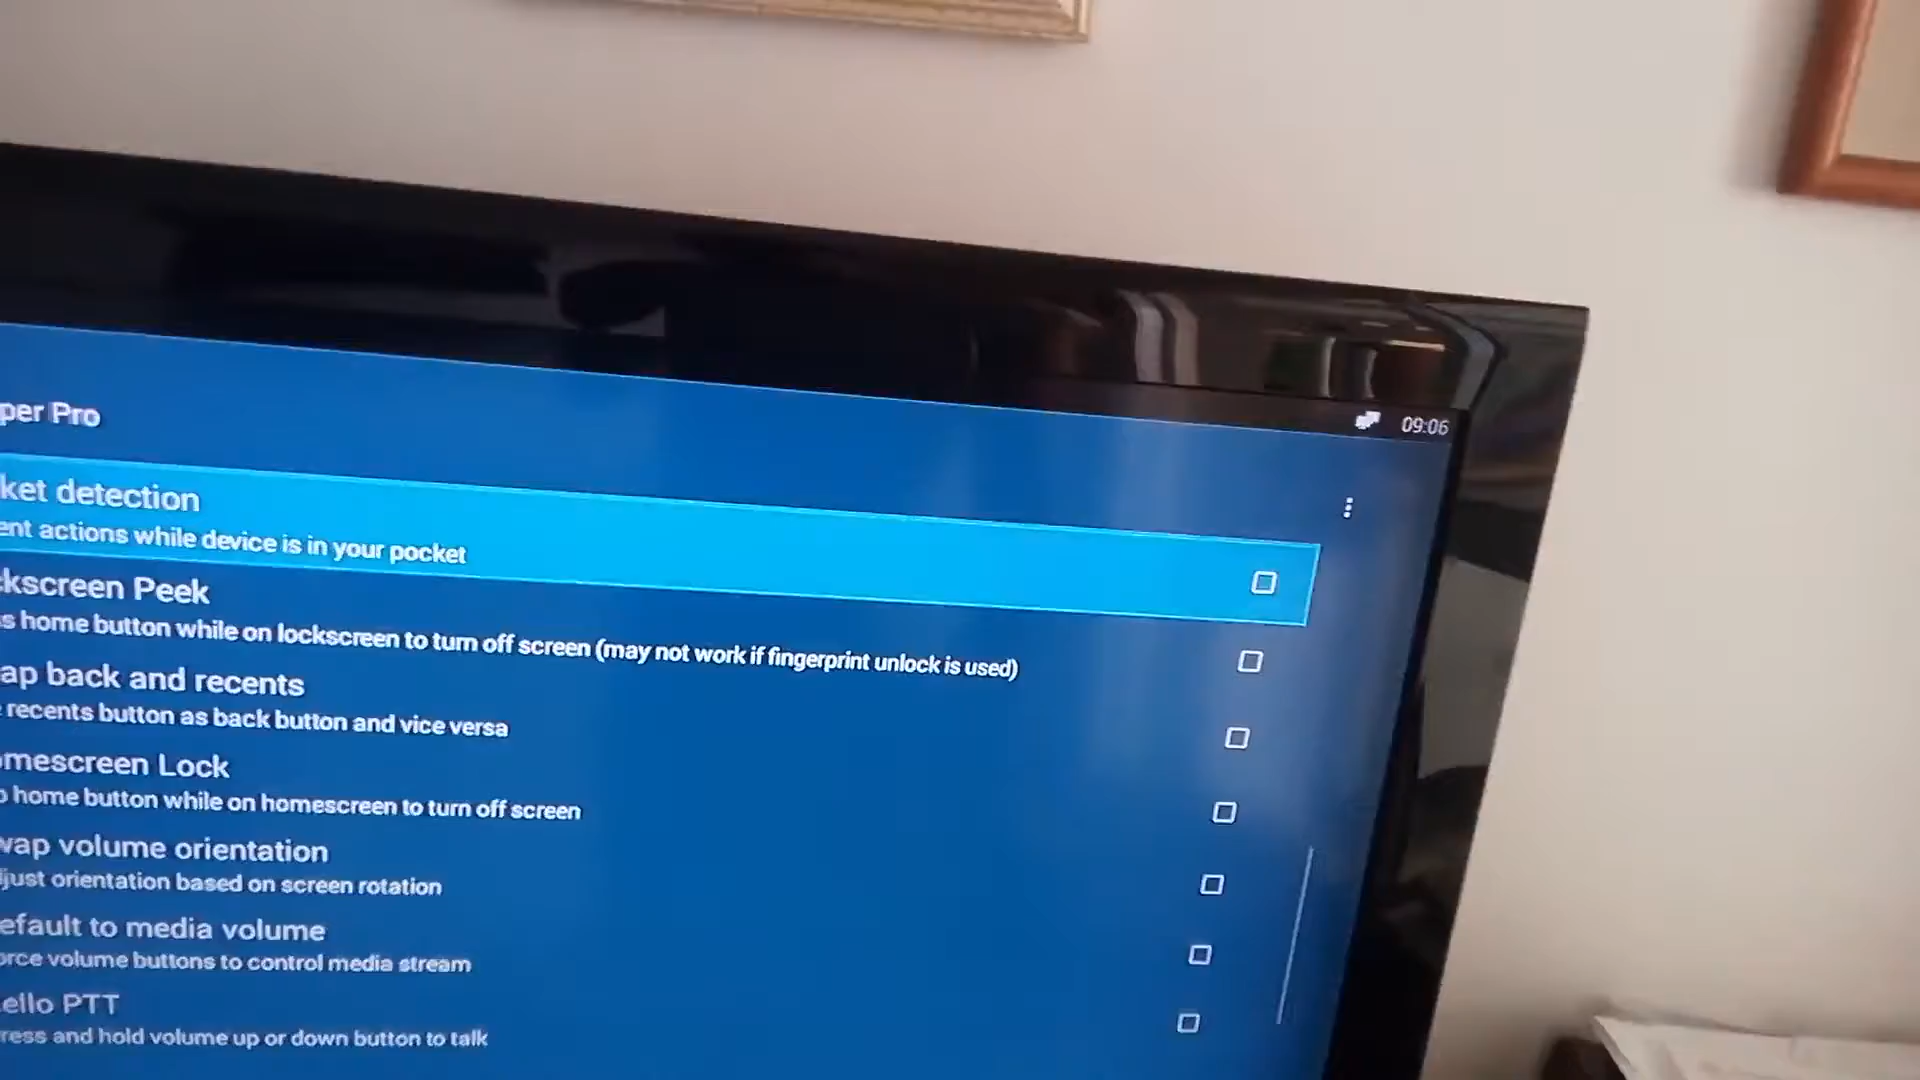 09:06
per Pro
ket detection
ent actions while device is in your pocket
kscreen Peek
s home button while on lockscreen to turn off screen (may not work if fingerprint unlock is used)
ap back and recents
recents button as back button and vice versa
mescreen Lock
home button while on homescreen to turn off screen
wap volume orientation
just orientation based on screen rotation
efault to media volume
orce volume buttons to control media stream
ello PTT
ress and hold volume up or down button to talk